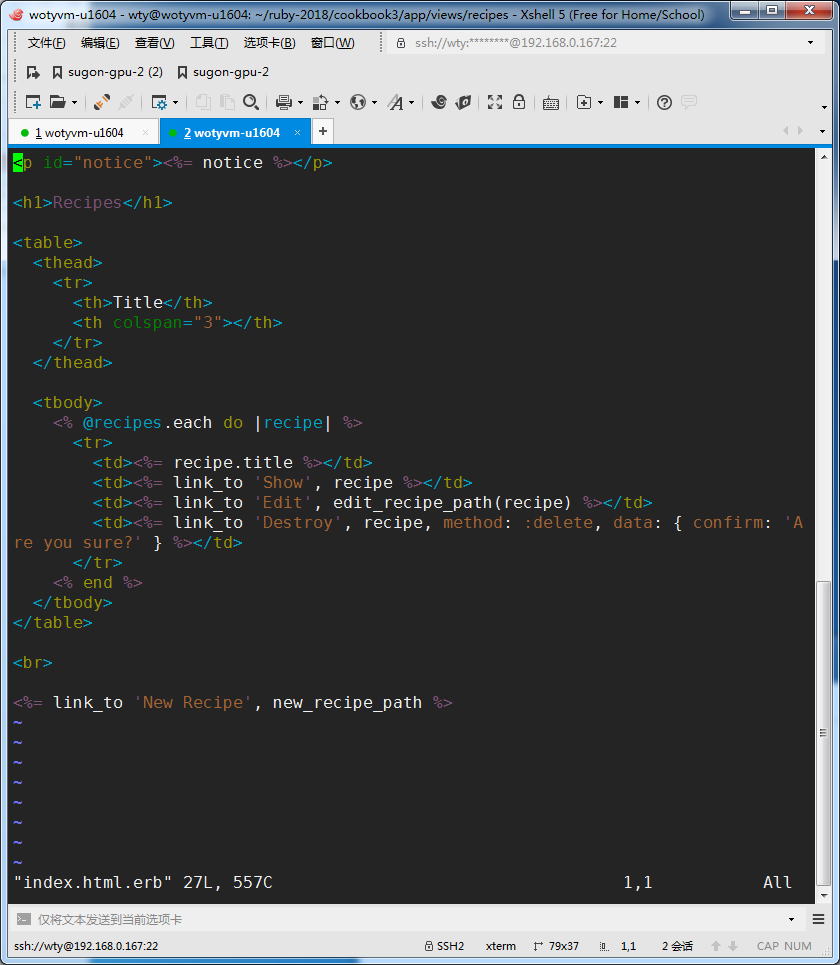 wotyvm-u1604 - wty@wotyvm-u1604: ~/ruby-2018/cookbook3/app/views/recipes - Xshell 5 (Free for Home/School)
文件(F) 编辑(E) 查看(V) 工具(T) 选项卡(B) 窗口(W) ssh://wty:********@192.168.0.167:22
sugon-gpu-2 (2) sugon-gpu-2
1 wotyvm-u1604 × 2 wotyvm-u1604 × +
<p id="notice"><%= notice %></p>
<h1>Recipes</h1>
<table>
  <thead>
    <tr>
      <th>Title</th>
      <th colspan="3"></th>
    </tr>
  </thead>
  <tbody>
    <% @recipes.each do |recipe| %>
      <tr>
        <td><%= recipe.title %></td>
        <td><%= link_to 'Show', recipe %></td>
        <td><%= link_to 'Edit', edit_recipe_path(recipe) %></td>
        <td><%= link_to 'Destroy', recipe, method: :delete, data: { confirm: 'A
re you sure?' } %></td>
      </tr>
    <% end %>
  </tbody>
</table>
<br>
<%= link_to 'New Recipe', new_recipe_path %>
~
~
~
~
~
~
~
~
"index.html.erb" 27L, 557C 1,1 All
仅将文本发送到当前选项卡
ssh://wty@192.168.0.167:22 SSH2 xterm 79x37 1,1 2 会话 CAP NUM